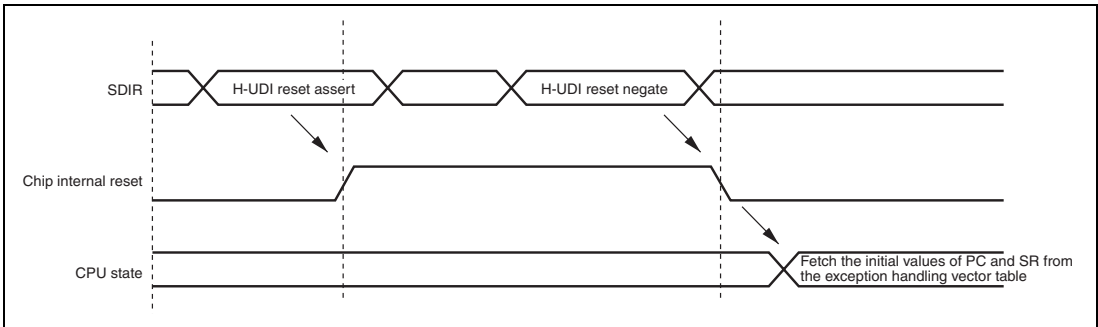 SDIR
H-UDI reset assert
H-UDI reset negate
Chip internal reset
CPU state
Fetch the initial values of PC and SR from
the exception handling vector table